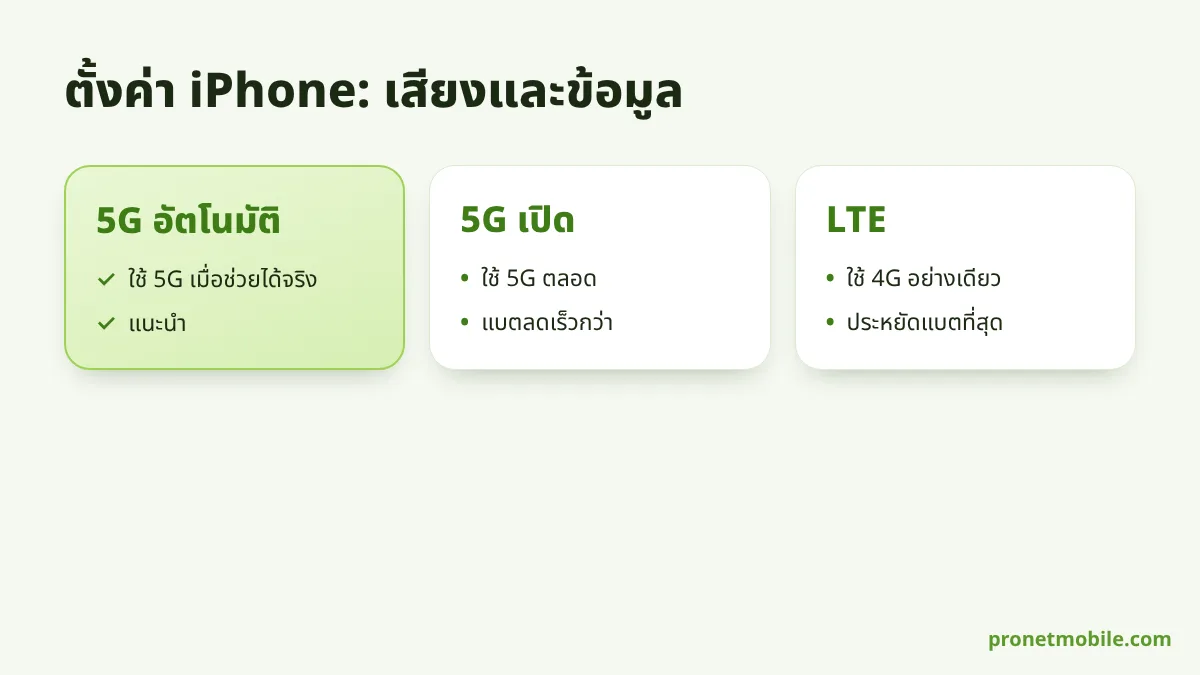 ตั้งค่า iPhone: เสียงและข้อมูล
5G อัตโนมัติ
ใช้ 5G เมื่อช่วยได้จริง
แนะนำ
5G เปิด
ใช้ 5G ตลอด
แบตลดเร็วกว่า
LTE
ใช้ 4G อย่างเดียว
ประหยัดแบตที่สุด
pronetmobile.com